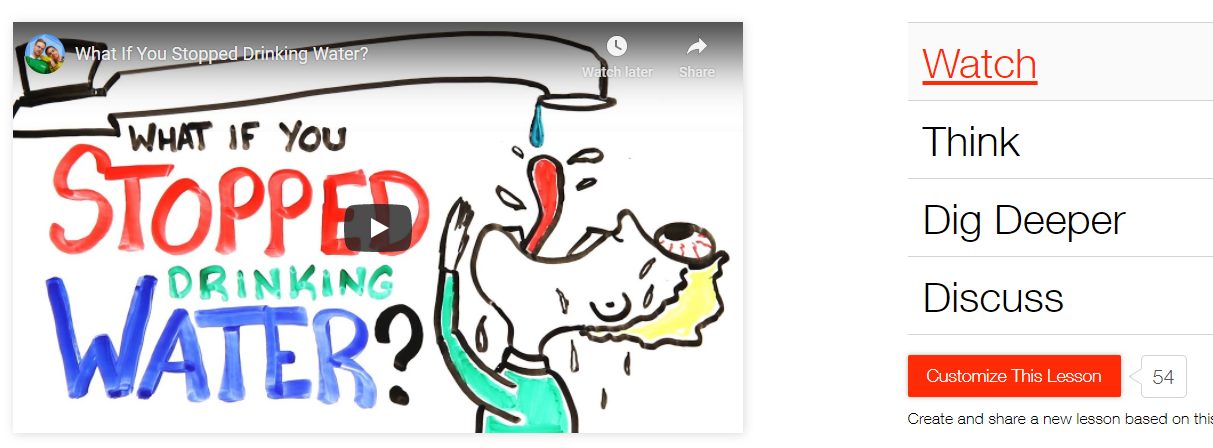 What If You Stopped Drinking Water?
Watch later
Share
WHAT IF YOU
STOPPED
DRINKING
WATER?
Watch
Think
Dig Deeper
Discuss
Customize This Lesson
54
Create and share a new lesson based on this